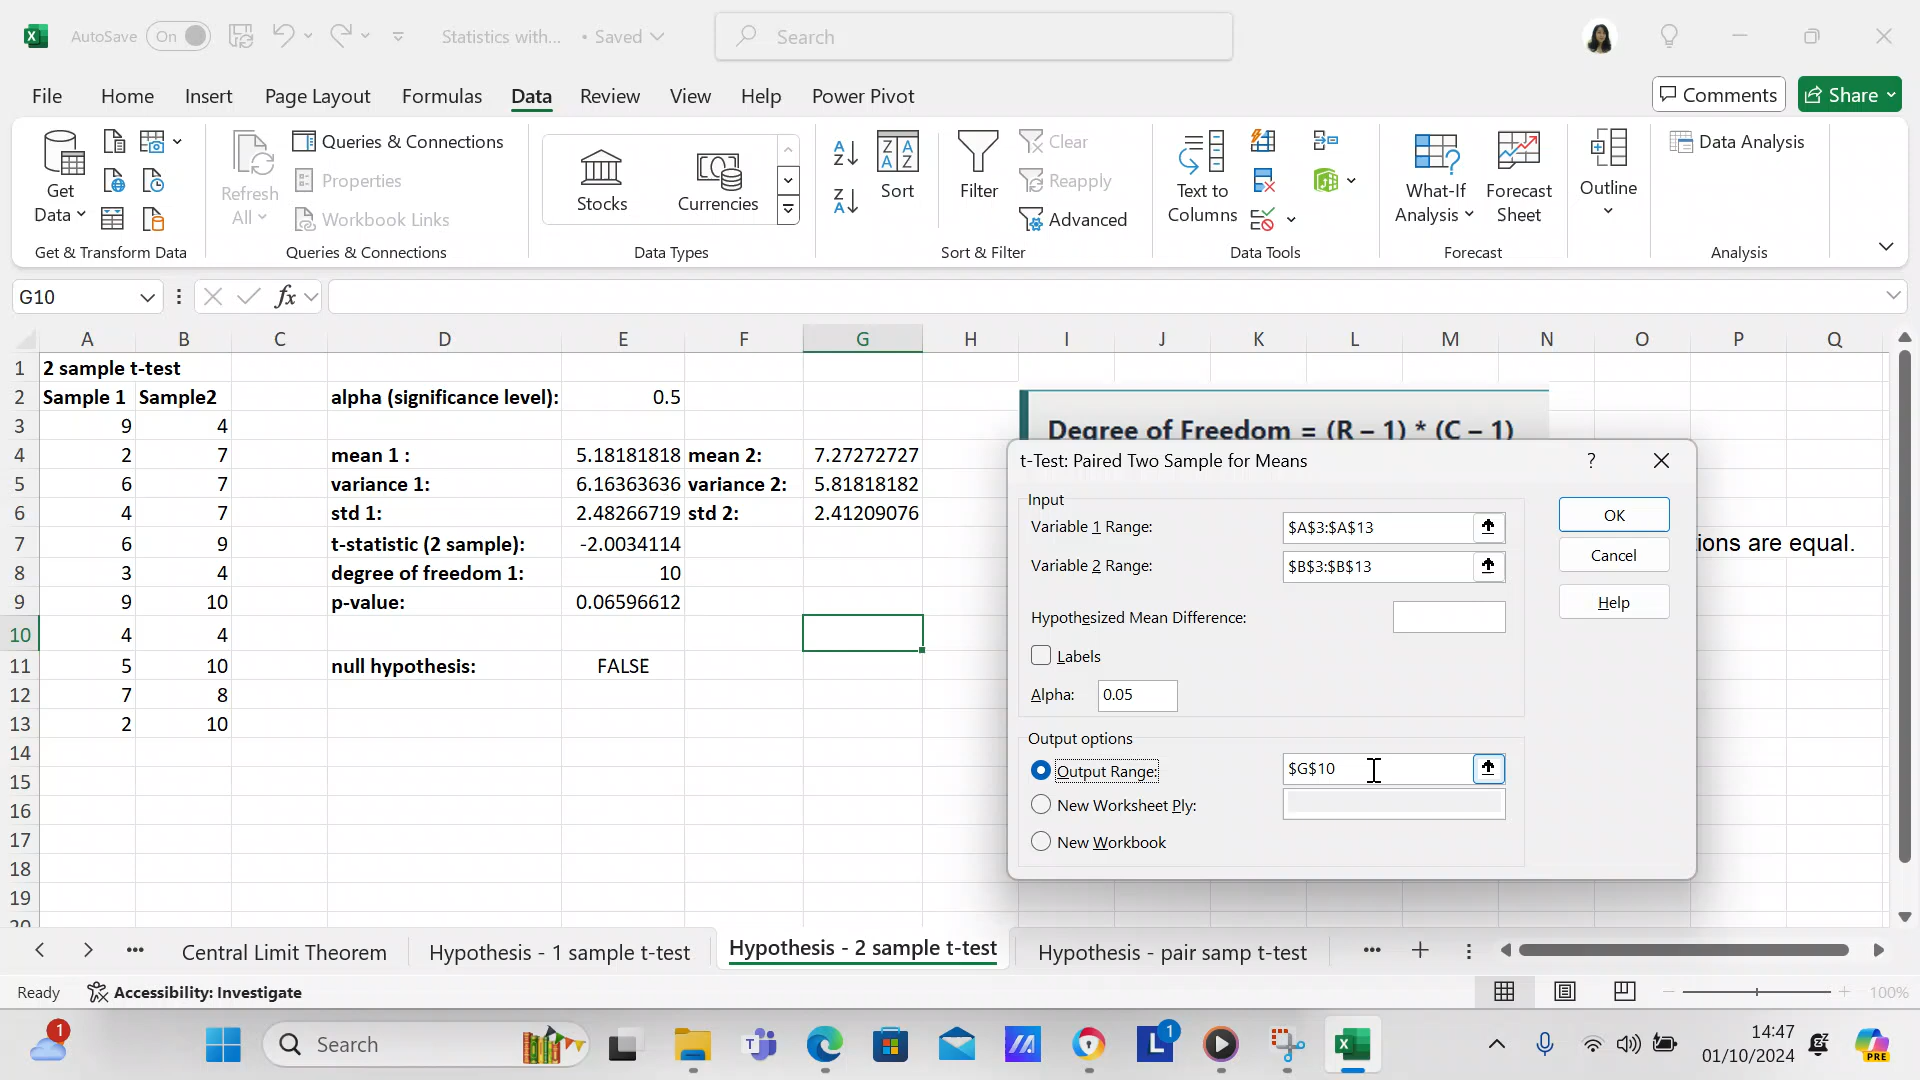 AutoSave On Statistics with... • Saved Search
File Home Insert Page Layout Formulas Data Review View Help Power Pivot Comments Share
Get Data
Refresh All
Queries & Connections
Properties
Workbook Links
Stocks Currencies
Sort
Filter
Clear
Reapply
Advanced
Text to Columns
What-If Analysis
Forecast Sheet
Outline
Data Analysis
Get & Transform Data Queries & Connections Data Types Sort & Filter Data Tools Forecast Analysis
G10 fx
A B C D E F G H I J K L M N O P Q
1 2 sample t-test
2 Sample 1 Sample2 alpha (significance level): 0.5
3 9 4
4 2 7 mean 1 : 5.18181818 mean 2: 7.27272727
5 6 7 variance 1: 6.16363636 variance 2: 5.81818182
6 4 7 std 1: 2.48266719 std 2: 2.41209076
7 6 9 t-statistic (2 sample): -2.0034114
8 3 4 degree of freedom 1: 10
9 9 10 p-value: 0.06596612
10 4 4
11 5 10 null hypothesis: FALSE
12 7 8
13 2 10
14
15
16
17
18
19
20
Degree of Freedom = (R – 1) * (C – 1)
ions are equal.
t-Test: Paired Two Sample for Means ?
Input
Variable 1 Range: $A$3:$A$13
Variable 2 Range: $B$3:$B$13
Hypothesized Mean Difference:
Labels
Alpha: 0.05
OK
Cancel
Help
Output options
Output Range: $G$10
New Worksheet Ply:
New Workbook
... Central Limit Theorem Hypothesis - 1 sample t-test Hypothesis - 2 sample t-test Hypothesis - pair samp t-test ...
Ready Accessibility: Investigate 100%
1 Search 1 14:47
01/10/2024 PRE